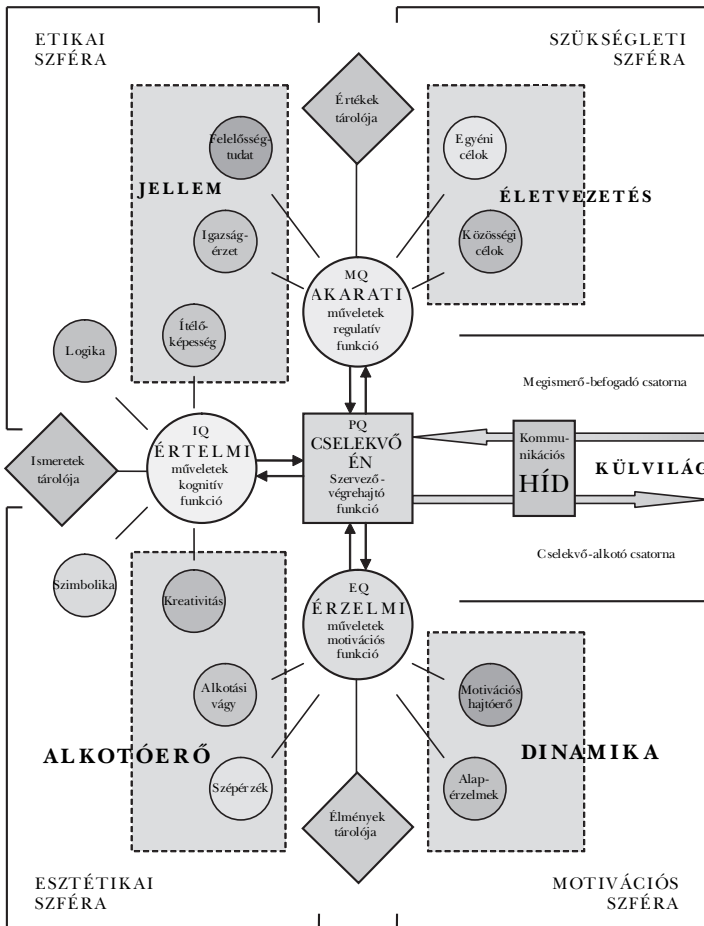 ETIKAI
SZFÉRA
SZÜKSÉGLETI
SZFÉRA
Értékek
tárolója
Felelősség-
tudat
Egyéni
célok
JELLEM
ÉLETVEZETÉS
Igazság-
érzet
Közösségi
célok
MQ
AKARATI
műveletek
regulatív
funkció
Ítélő-
képesség
Logika
Megismerő-befogadó csatorna
IQ
ÉRTELMI
műveletek
kognitív
funkció
PQ
CSELEKVŐ
ÉN
Szervező-
végrehajtó
funkció
Kommu-
nikációs
HÍD
KÜLVILÁG
Ismeretek
tárolója
Cselekvő-alkotó csatorna
Szimbolika
Kreativitás
EQ
ÉRZELMI
műveletek
motivációs
funkció
Alkotási
vágy
Motivációs
hajtóerő
ALKOTÓERŐ
DINAMIKA
Szépérzék
Alap-
érzelmek
Élmények
tárolója
ESZTÉTIKAI
SZFÉRA
MOTIVÁCIÓS
SZFÉRA